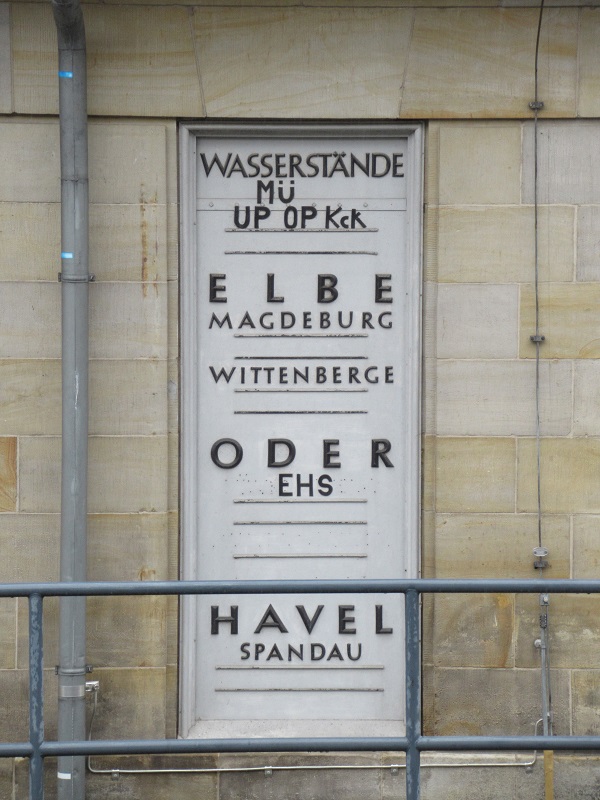 WASSERSTÄNDE
MÜ
UP OP KcK
ELBE
MAGDEBURG
WITTENBERGE
ODER
EHS
HAVEL
SPANDAU